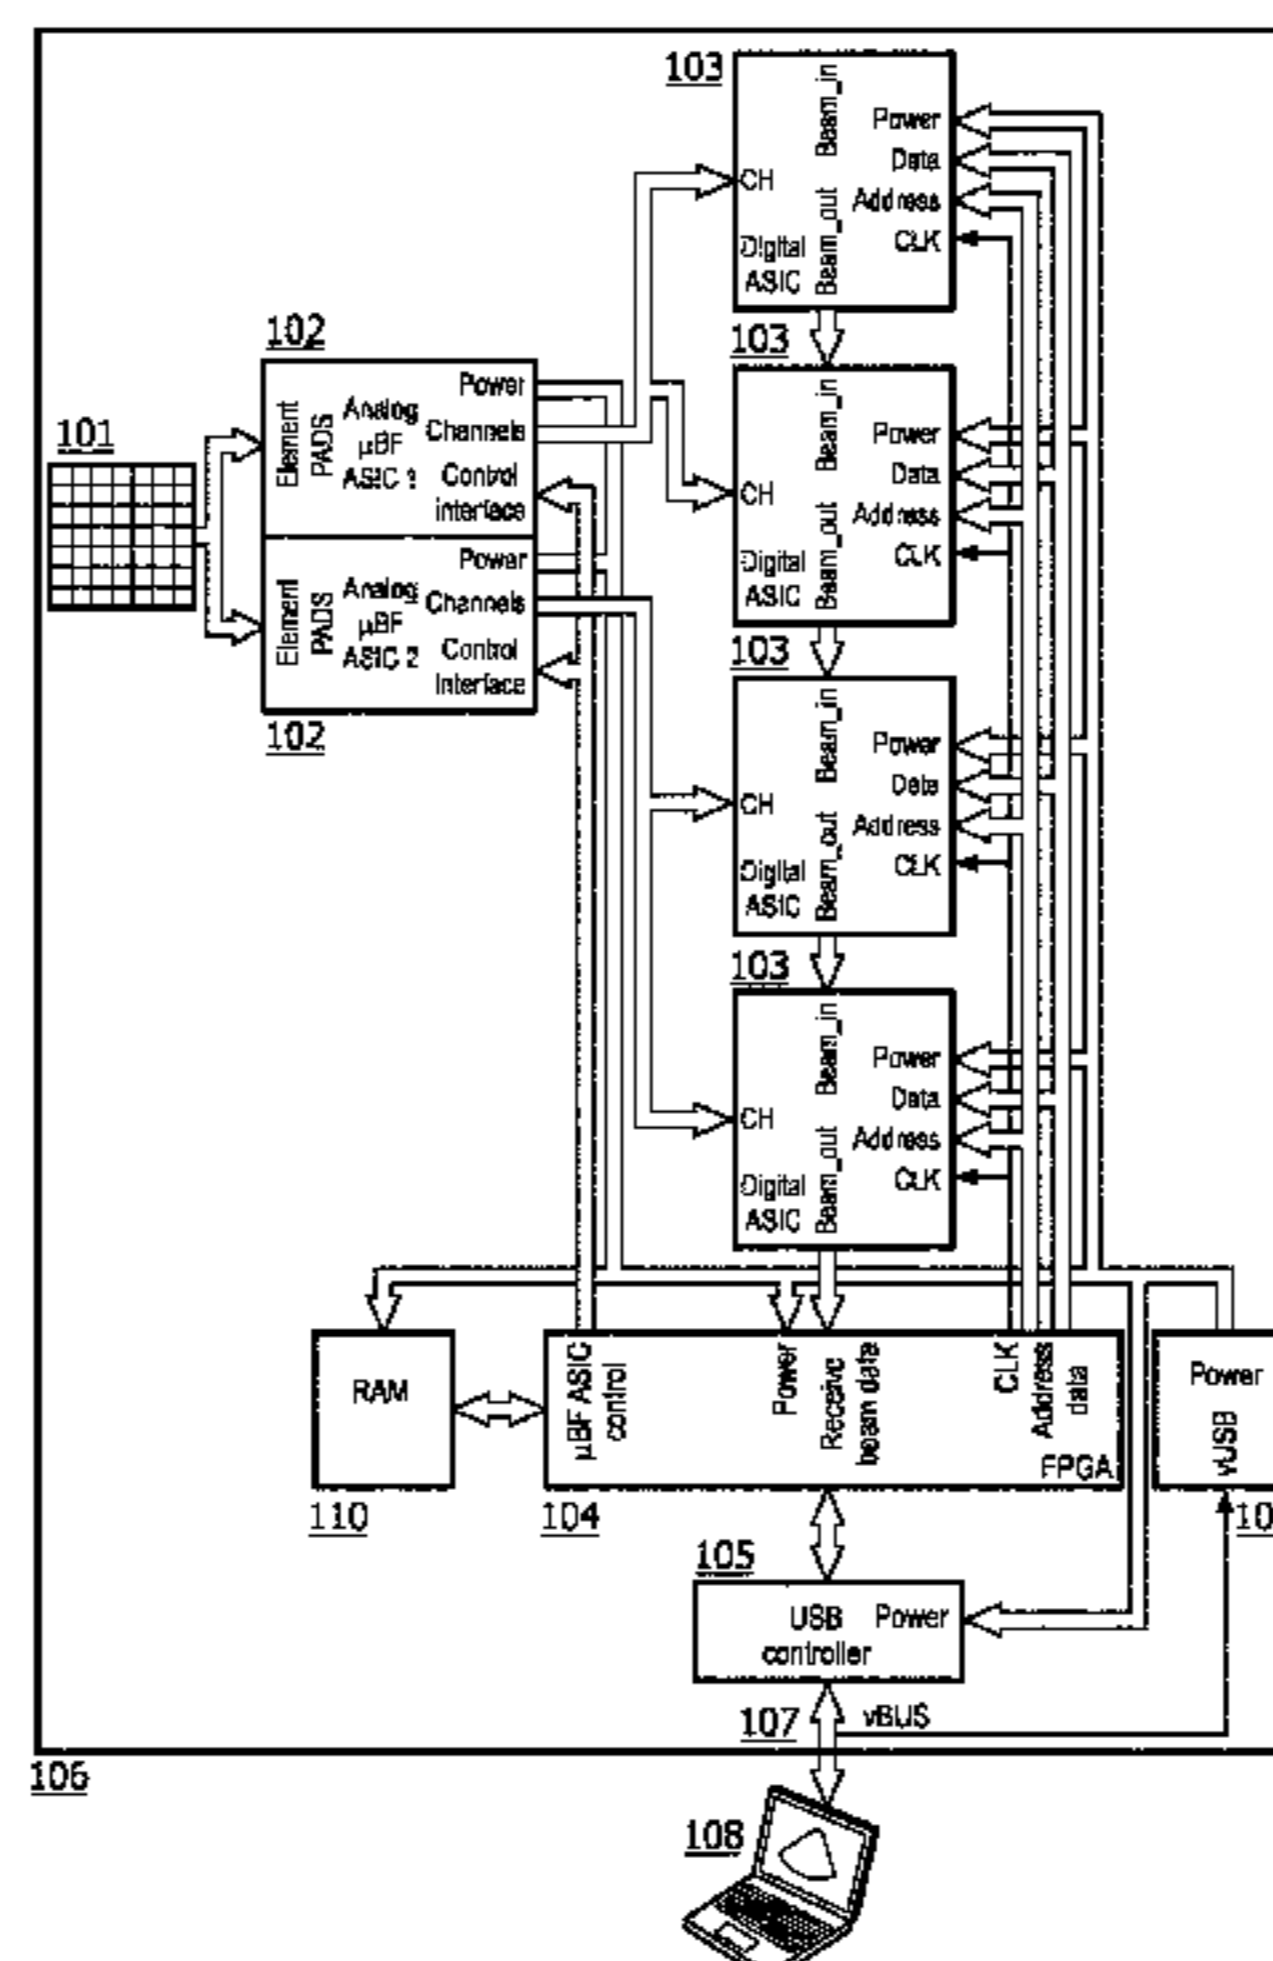 103
Beam_in
Power
Data
Address
CLK
CH
Beam_out
Digital
ASIC
102
Element
PADS
Analog
µBF
ASIC 1
Power
Channels
Control
interface
101
Element
PADS
Analog
µBF
ASIC 2
Power
Channels
Control
Interface
102
103
Beam_in
Power
Data
Address
CLK
CH
Beam_out
Digital
ASIC
103
Beam_in
Power
Data
Address
CLK
CH
Beam_out
Digital
ASIC
103
Beam_in
Power
Data
Address
CLK
CH
Beam_out
Digital
ASIC
RAM
110
µBF ASIC
control
Power
Receive
beam data
CLK
Address
data
FPGA
104
Power
vUSB
10
105
USB
controller
Power
107
vBUS
106
108